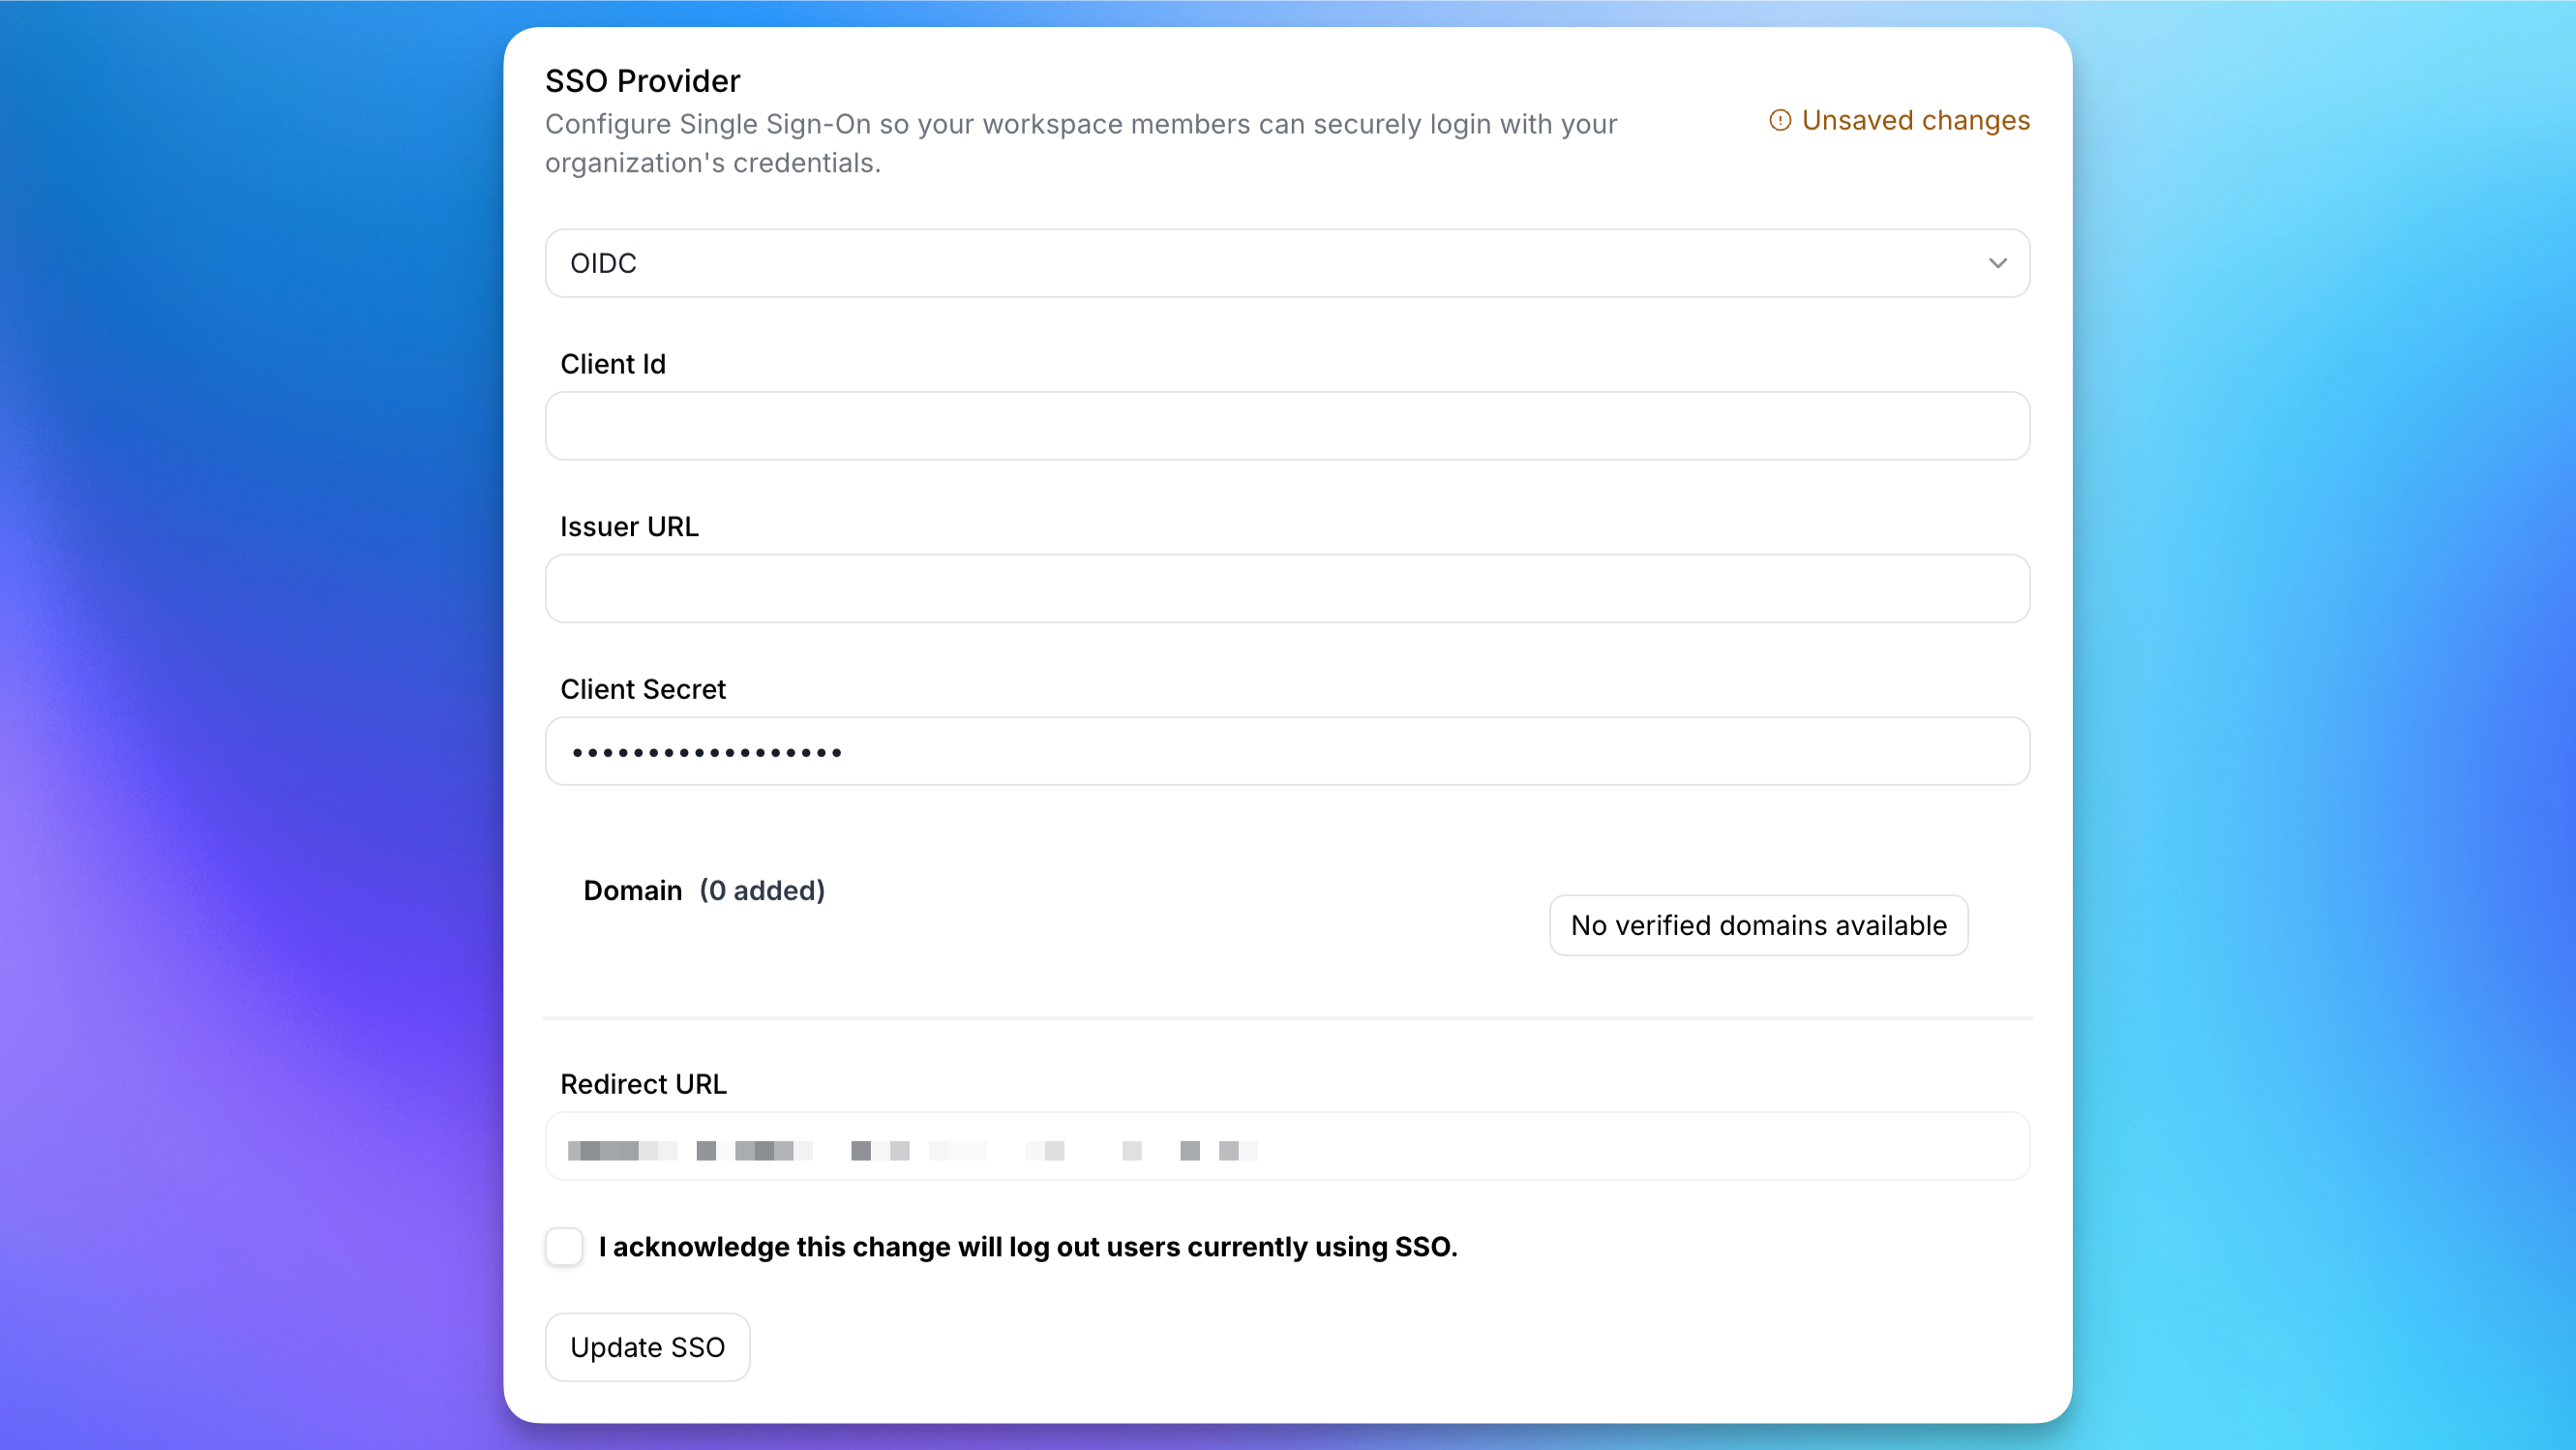 SSO Provider
Configure Single Sign-On so your workspace members can securely login with your
organization's credentials.
Unsaved changes
OIDC
Client Id
Issuer URL
Client Secret
••••••••••••••••••
Domain (0 added)
No verified domains available
Redirect URL
I acknowledge this change will log out users currently using SSO.
Update SSO